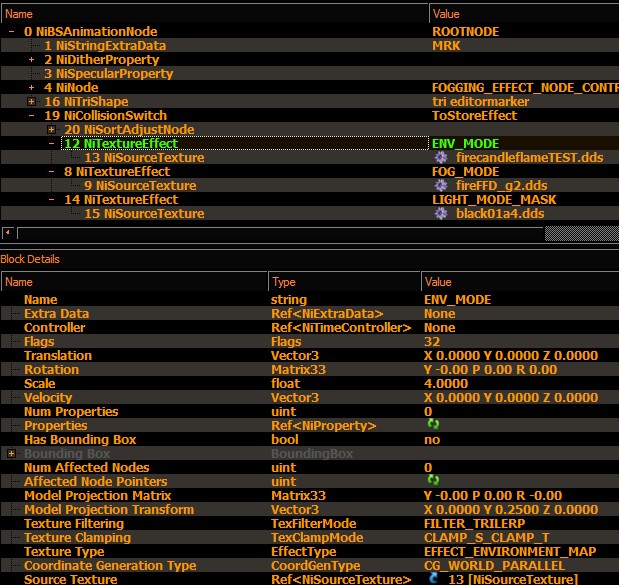 Name Value
0 NiBSAnimationNode ROOTNODE
1 NiStringExtraData MRK
2 NiDitherProperty
3 NiSpecularProperty
4 NiNode FOGGING_EFFECT_NODE_CONTR
16 NiTriShape tri editormarker
19 NiCollisionSwitch ToStoreEffect
20 NiSortAdjustNode
12 NiTextureEffect ENV_MODE
13 NiSourceTexture firecandleflameTEST.dds
8 NiTextureEffect FOG_MODE
9 NiSourceTexture fireFFD_g2.dds
14 NiTextureEffect LIGHT_MODE_MASK
15 NiSourceTexture black01a4.dds
Block Details
Name Type Value
Name string ENV_MODE
Extra Data Ref<NiExtraData> None
Controller Ref<NiTimeController> None
Flags Flags 32
Translation Vector3 X 0.0000 Y 0.0000 Z 0.0000
Rotation Matrix33 Y -0.00 P 0.00 R 0.00
Scale float 4.0000
Velocity Vector3 X 0.0000 Y 0.0000 Z 0.0000
Num Properties uint 0
Properties Ref<NiProperty>
Has Bounding Box bool no
Bounding Box BoundingBox
Num Affected Nodes uint 0
Affected Node Pointers uint
Model Projection Matrix Matrix33 Y -0.00 P 0.00 R -0.00
Model Projection Transform Vector3 X 0.0000 Y 0.2500 Z 0.0000
Texture Filtering TexFilterMode FILTER_TRILERP
Texture Clamping TexClampMode CLAMP_S_CLAMP_T
Texture Type EffectType EFFECT_ENVIRONMENT_MAP
Coordinate Generation Type CoordGenType CG_WORLD_PARALLEL
Source Texture Ref<NiSourceTexture> 13 [NiSourceTexture]